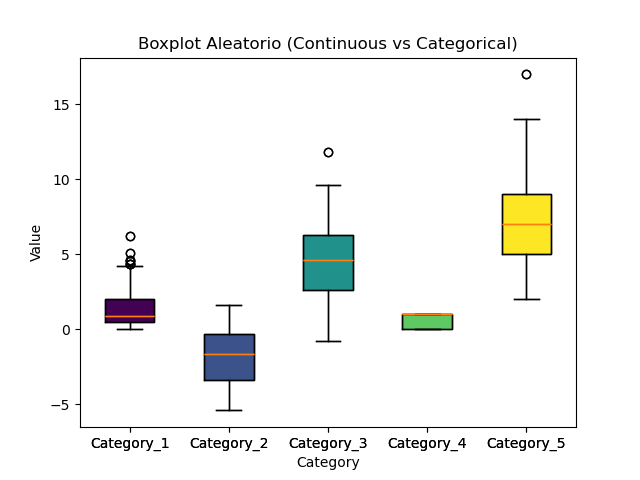 Boxplot Aleatorio (Continuous vs Categorical)
15
10
5
0
−5
Value
Category_1 Category_2 Category_3 Category_4 Category_5
Category